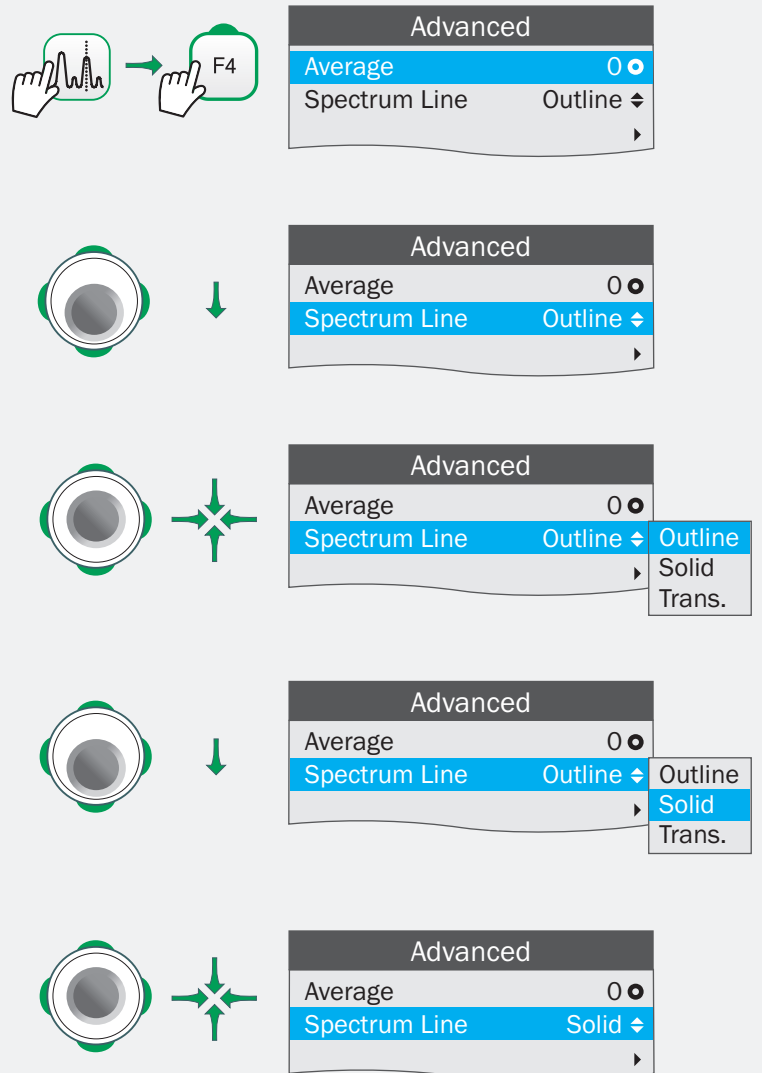 F4
Advanced
Average 0
Spectrum Line Outline
Advanced
Average 0
Spectrum Line Outline
Advanced
Average 0
Spectrum Line Outline
Outline
Solid
Trans.
Advanced
Average 0
Spectrum Line Outline
Outline
Solid
Trans.
Advanced
Average 0
Spectrum Line Solid